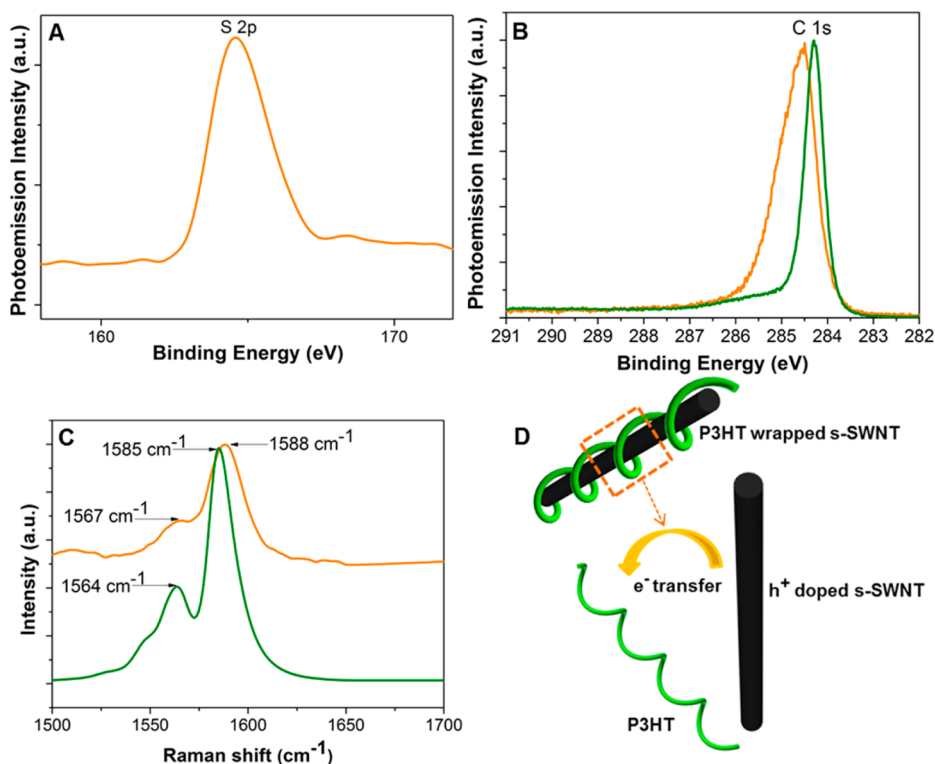 A
S 2p
Photoemission Intensity (a.u.)
160
170
Binding Energy (eV)
B
C 1s
Photoemission Intensity (a.u.)
291 290 289 288 287 286 285 284 283 282
Binding Energy (eV)
C
1585 cm⁻¹
1588 cm⁻¹
1567 cm⁻¹
1564 cm⁻¹
Intensity (a.u.)
1500 1550 1600 1650 1700
Raman shift (cm⁻¹)
D
P3HT wrapped s-SWNT
e⁻ transfer
h⁺ doped s-SWNT
P3HT